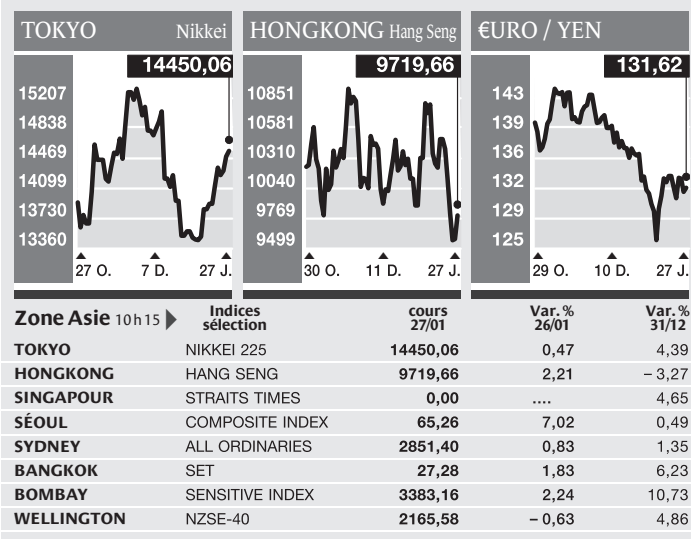 TOKYO Nikkei
14450,06
15207
14838
14469
14099
13730
13360
27 O. 7 D. 27 J.
HONGKONG Hang Seng
9719,66
10851
10581
10310
10040
9769
9499
30 O. 11 D. 27 J.
€URO / YEN
131,62
143
139
136
132
129
125
29 O. 10 D. 27 J.
Zone Asie 10h15 Indices sélection cours 27/01 Var. % 26/01 Var. % 31/12
TOKYO NIKKEI 225 14450,06 0,47 4,39
HONGKONG HANG SENG 9719,66 2,21 – 3,27
SINGAPOUR STRAITS TIMES 0,00 .... 4,65
SÉOUL COMPOSITE INDEX 65,26 7,02 0,49
SYDNEY ALL ORDINARIES 2851,40 0,83 1,35
BANGKOK SET 27,28 1,83 6,23
BOMBAY SENSITIVE INDEX 3383,16 2,24 10,73
WELLINGTON NZSE-40 2165,58 – 0,63 4,86